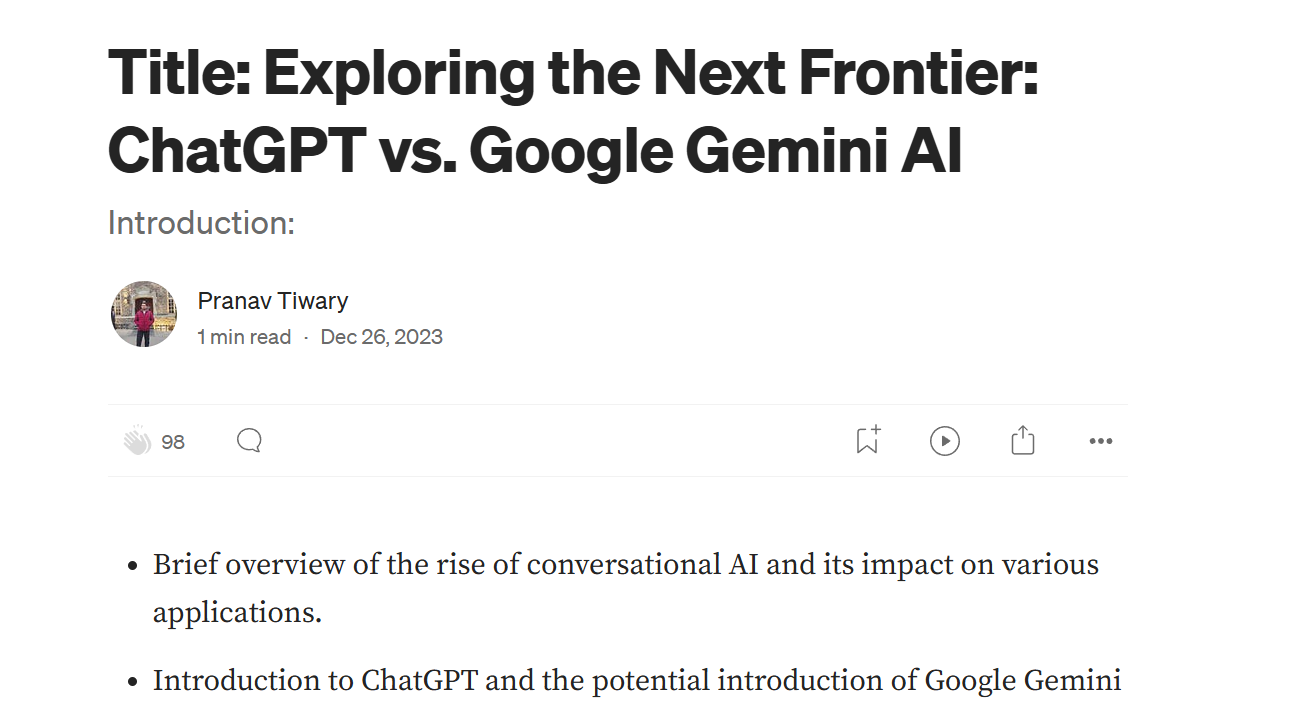 Title: Exploring the Next Frontier:
ChatGPT vs. Google Gemini AI
Introduction:
Pranav Tiwary
1 min read · Dec 26, 2023
98
• Brief overview of the rise of conversational AI and its impact on various
applications.
• Introduction to ChatGPT and the potential introduction of Google Gemini